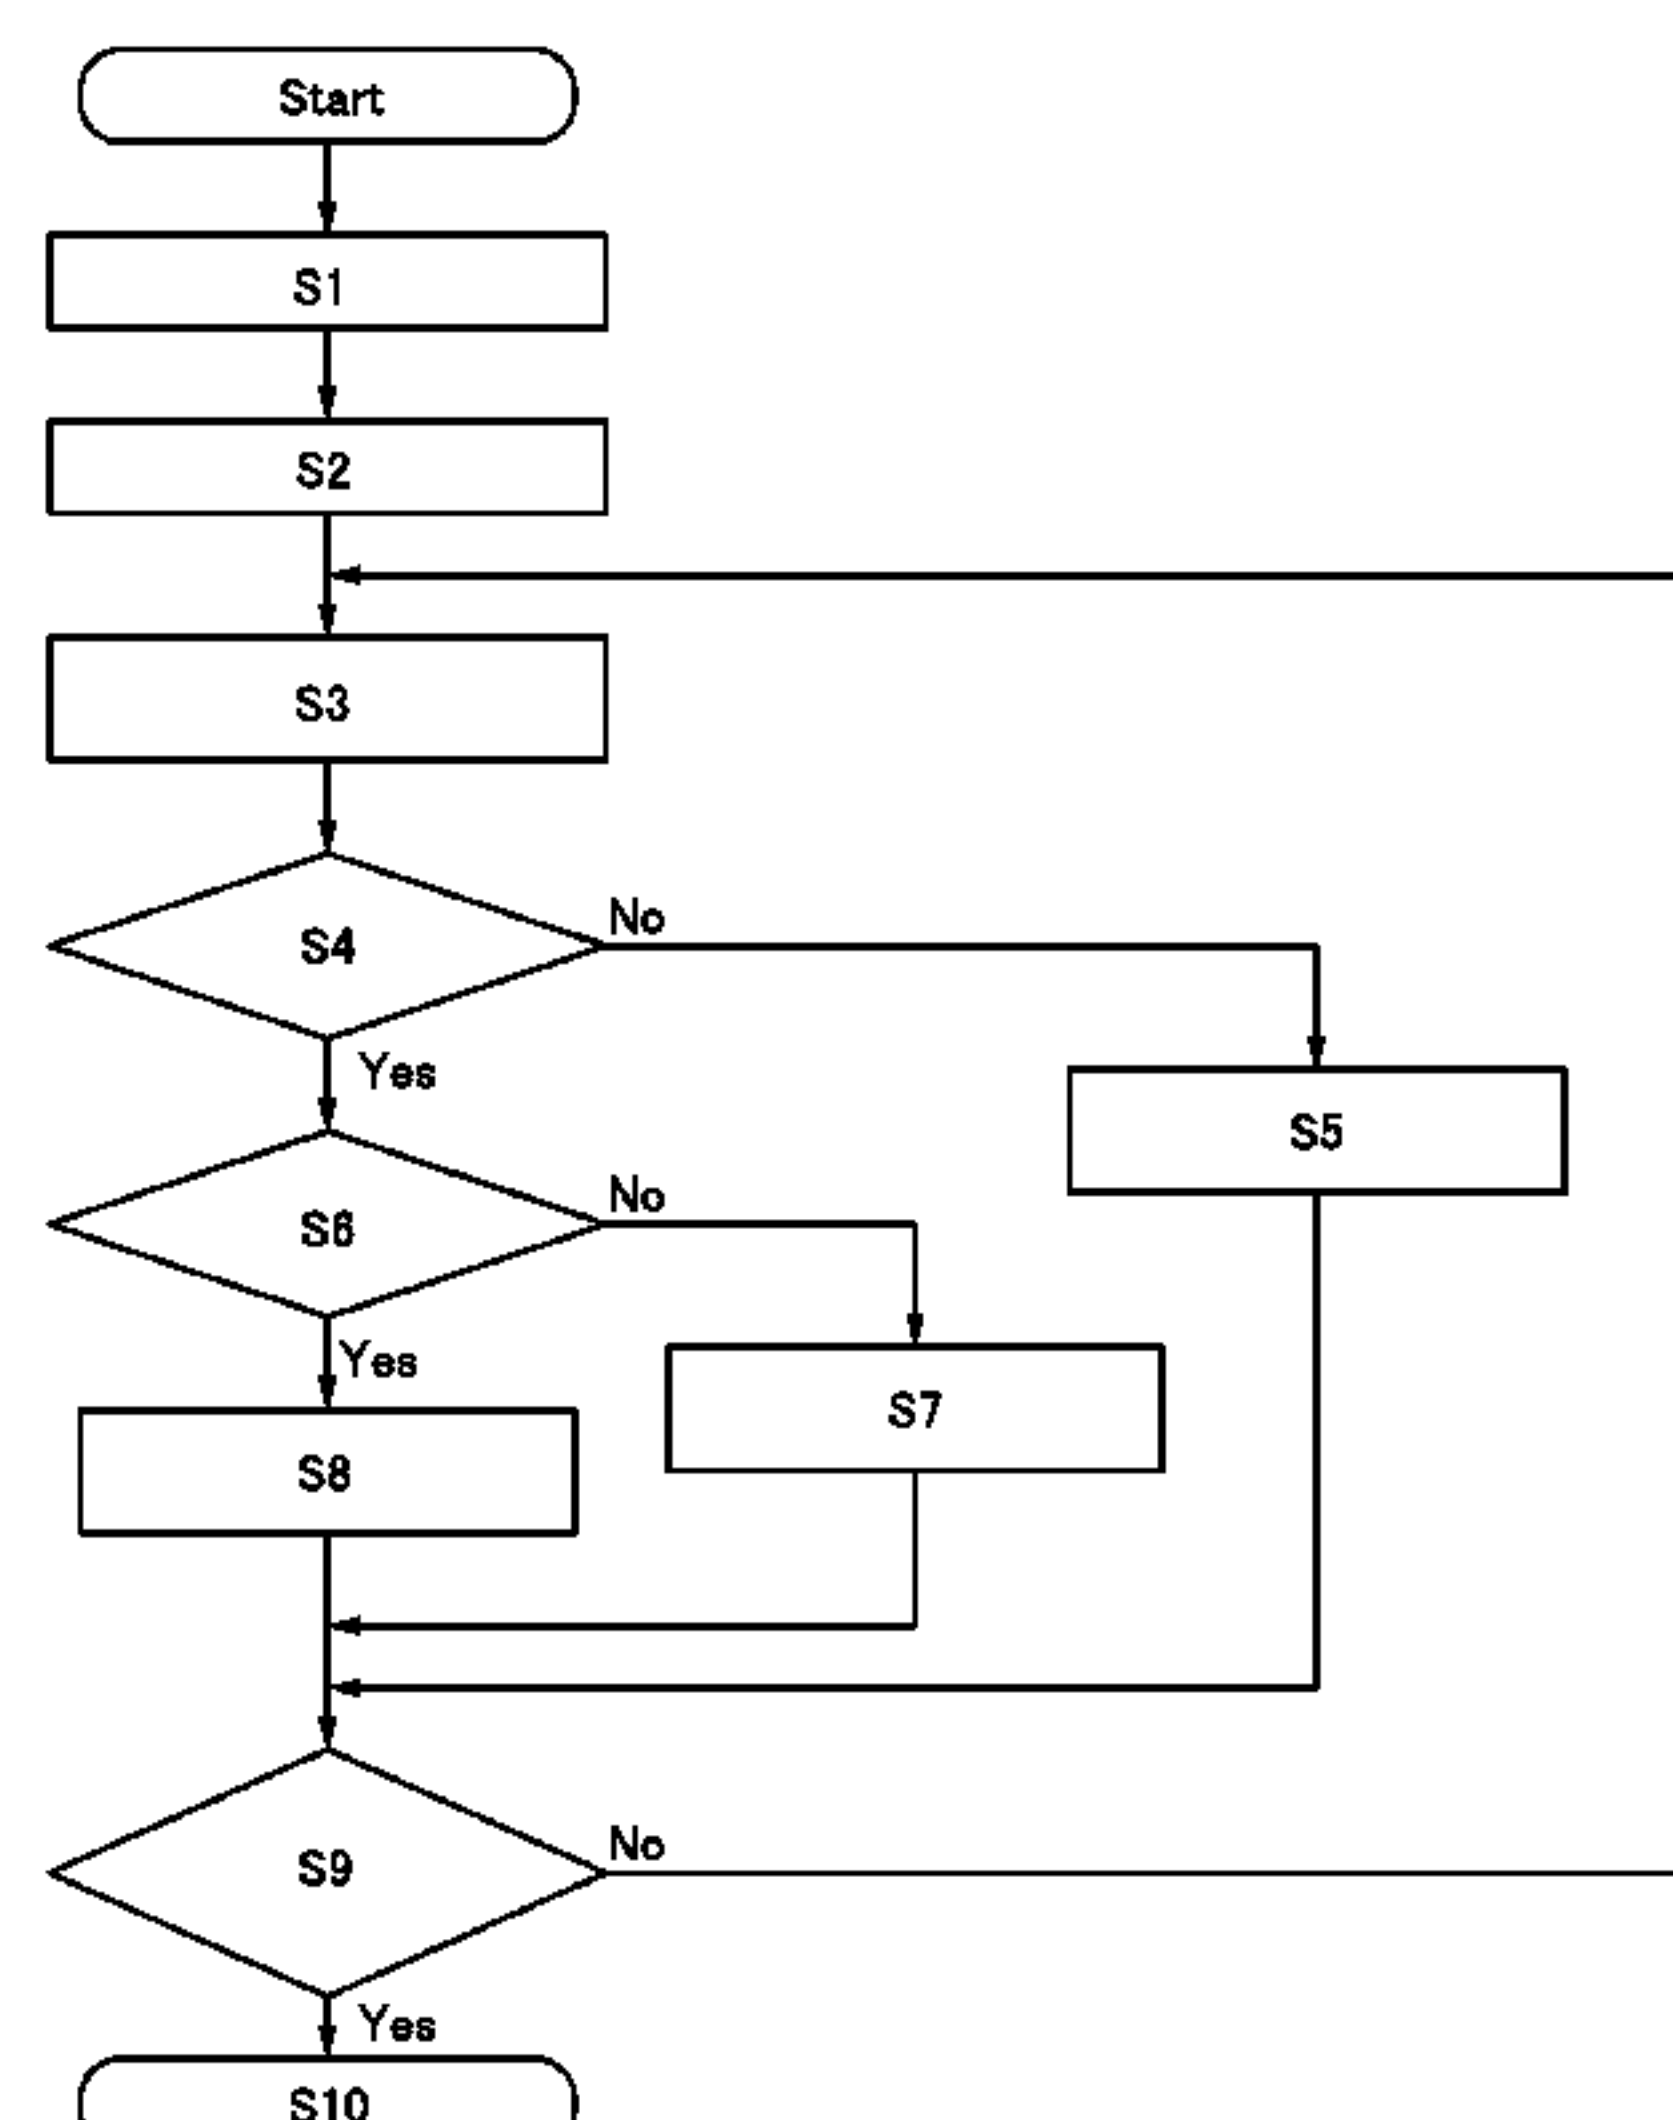 Start
S1
S2
S3
S4
No
Yes
S5
S6
No
Yes
S7
S8
S9
No
Yes
S10